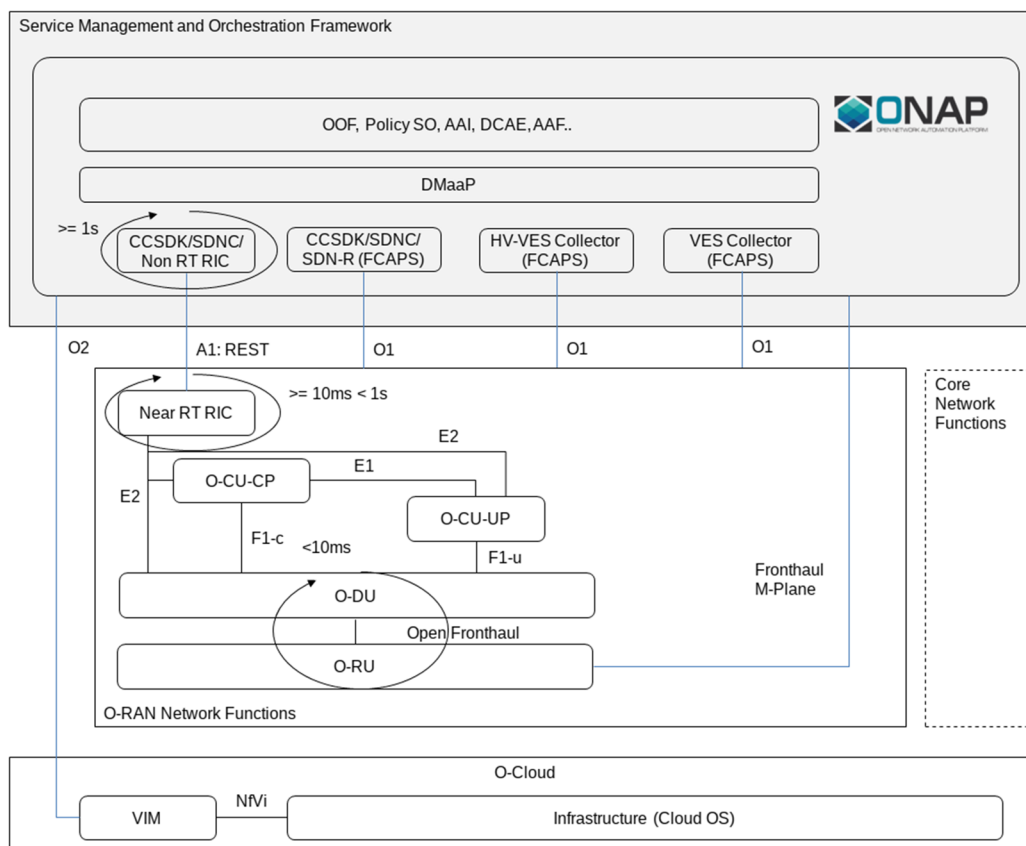 Service Management and Orchestration Framework
OOF, Policy SO, AAI, DCAE, AAF..
ONAP
OPEN NETWORK AUTOMATION PLATFORM
DMaaP
>= 1s
CCSDK/SDNC/
Non RT RIC
CCSDK/SDNC/
SDN-R (FCAPS)
HV-VES Collector
(FCAPS)
VES Collector
(FCAPS)
O2
A1: REST
O1
O1
O1
Near RT RIC
>= 10ms < 1s
Core
Network
Functions
E2
E1
O-CU-CP
E2
O-CU-UP
F1-c
<10ms
F1-u
Fronthaul
M-Plane
O-DU
Open Fronthaul
O-RU
O-RAN Network Functions
O-Cloud
VIM
NfVi
Infrastructure (Cloud OS)